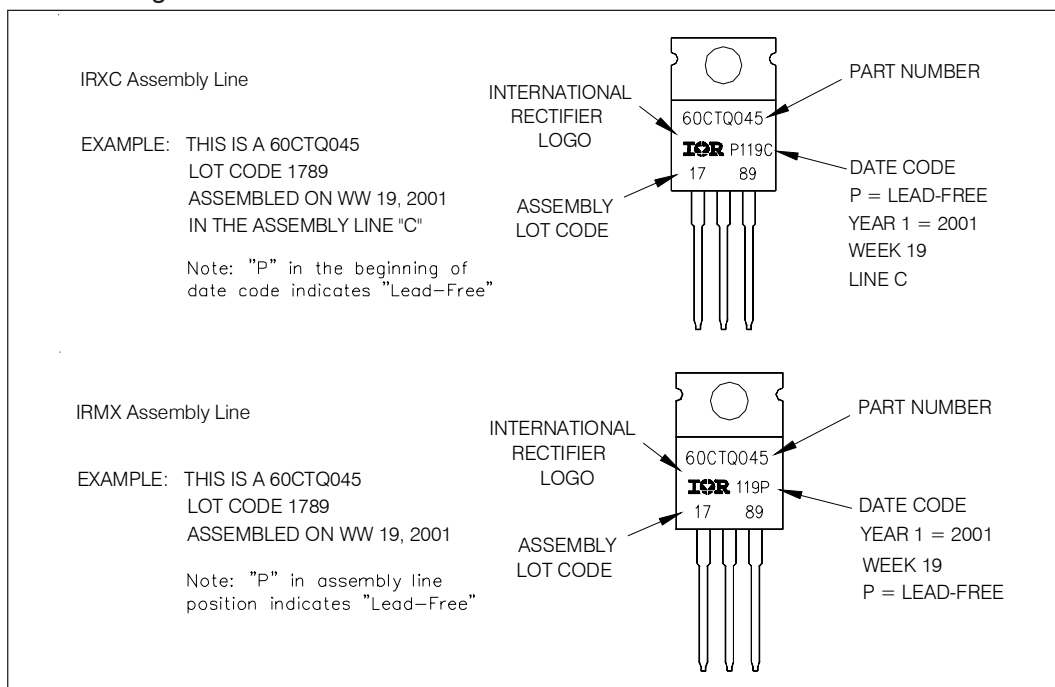 IRXC Assembly Line
EXAMPLE: THIS IS A 60CTQ045
LOT CODE 1789
ASSEMBLED ON WW 19, 2001
IN THE ASSEMBLY LINE "C"
Note: "P" in the beginning of
date code indicates "Lead-Free"
INTERNATIONAL
RECTIFIER
LOGO
ASSEMBLY
LOT CODE
60CTQ045
IOR P119C
17 89
PART NUMBER
DATE CODE
P = LEAD-FREE
YEAR 1 = 2001
WEEK 19
LINE C
IRMX Assembly Line
EXAMPLE: THIS IS A 60CTQ045
LOT CODE 1789
ASSEMBLED ON WW 19, 2001
Note: "P" in assembly line
position indicates "Lead-Free"
INTERNATIONAL
RECTIFIER
LOGO
ASSEMBLY
LOT CODE
60CTQ045
IOR 119P
17 89
PART NUMBER
DATE CODE
YEAR 1 = 2001
WEEK 19
P = LEAD-FREE